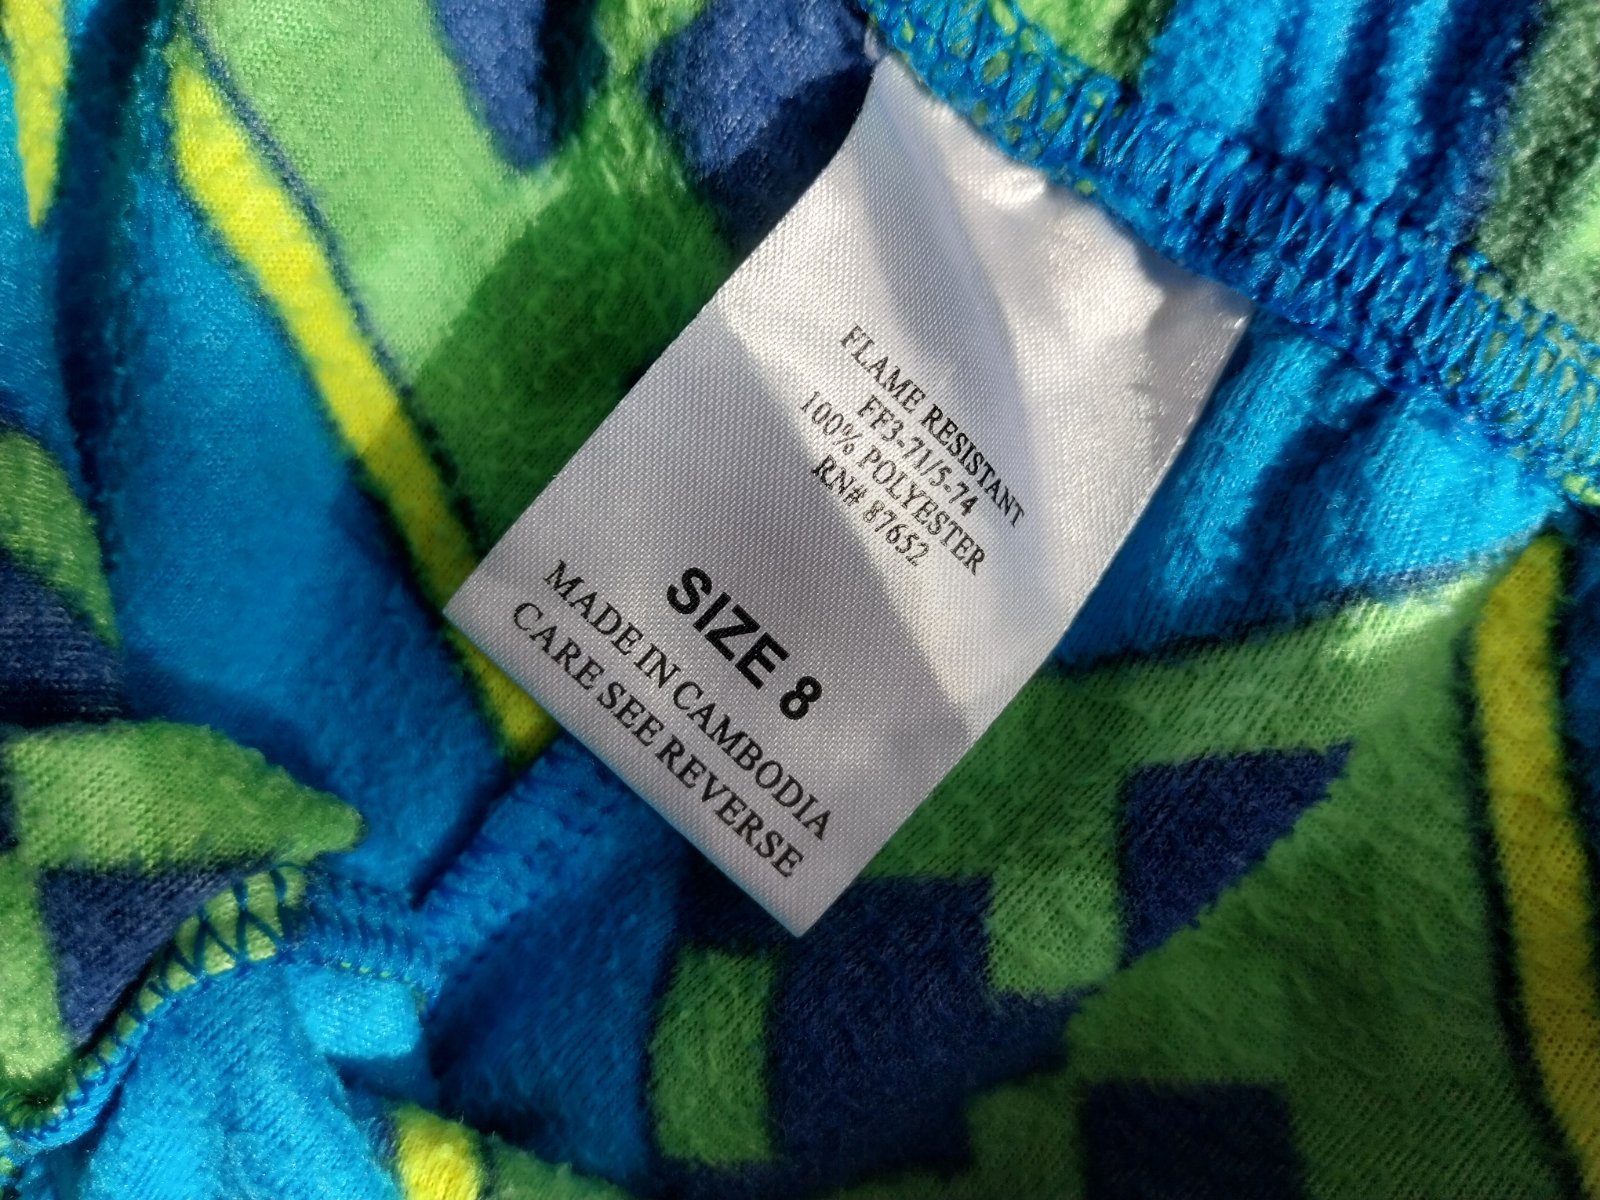 FLAME RESISTANT
FF3-71/5-74
100% POLYESTER
RN# 87652
SIZE 8
MADE IN CAMBODIA
CARE SEE REVERSE